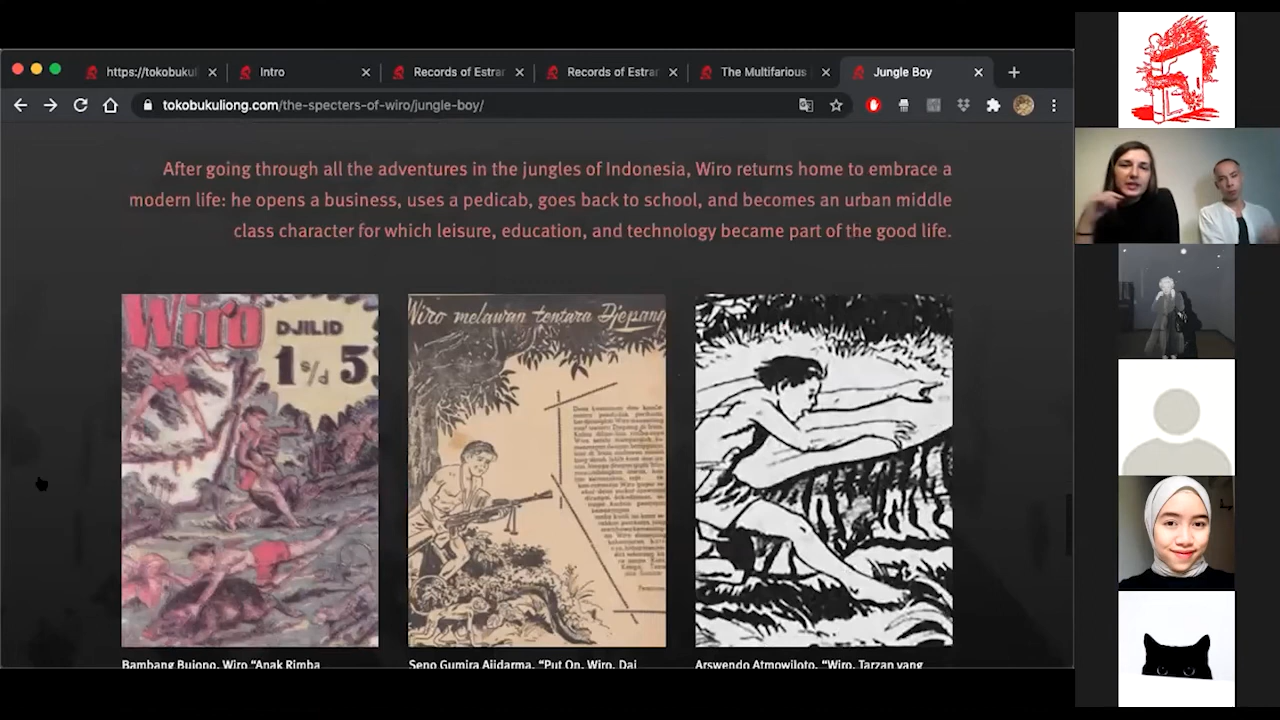 https://tokobukul
Intro
Records of Estrar
Records of Estrar
The Multifarious
Jungle Boy
tokobukuliong.com/the-specters-of-wiro/jungle-boy/
After going through all the adventures in the jungles of Indonesia, Wiro returns home to embrace a
modern life: he opens a business, uses a pedicab, goes back to school, and becomes an urban middle
class character for which leisure, education, and technology became part of the good life.
Wiro
DJILID
1 s/d 5
Wiro melawan tentara Djepang
Bambang Bujono, Wiro "Anak Rimba
Seno Gumira Ajidarma, "Put On, Wiro, Dai
Arswendo Atmowiloto, "Wiro, Tarzan yang